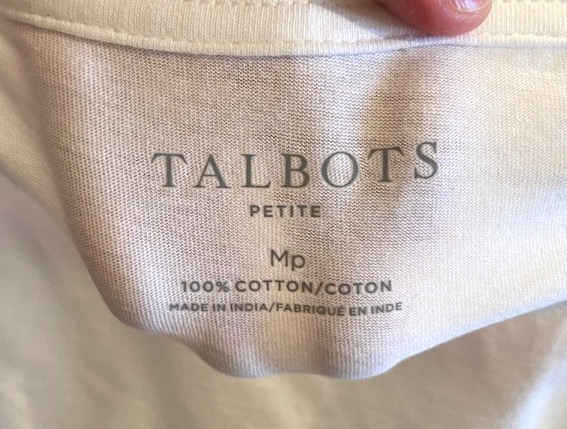 TALBOTS
PETITE
Mp
100% COTTON/COTON
MADE IN INDIA/FABRIQUÉ EN INDE